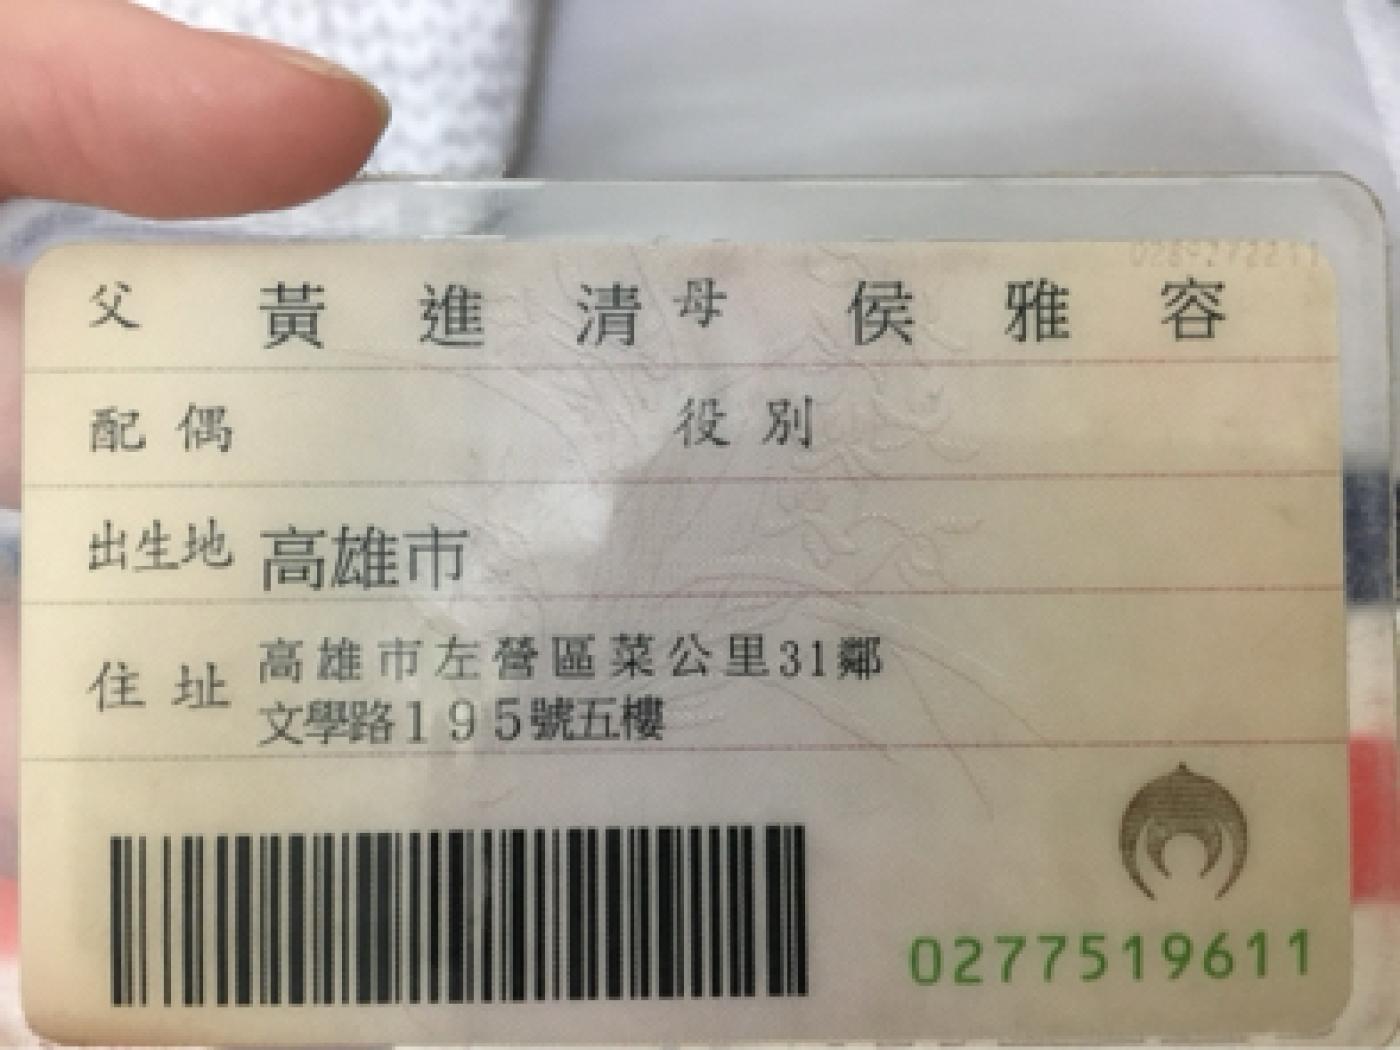 父 黃進清 母 侯雅容
配偶 役別
出生地 高雄市
住址 高雄市左營區菜公里31鄰
文學路195號五樓
0277519611